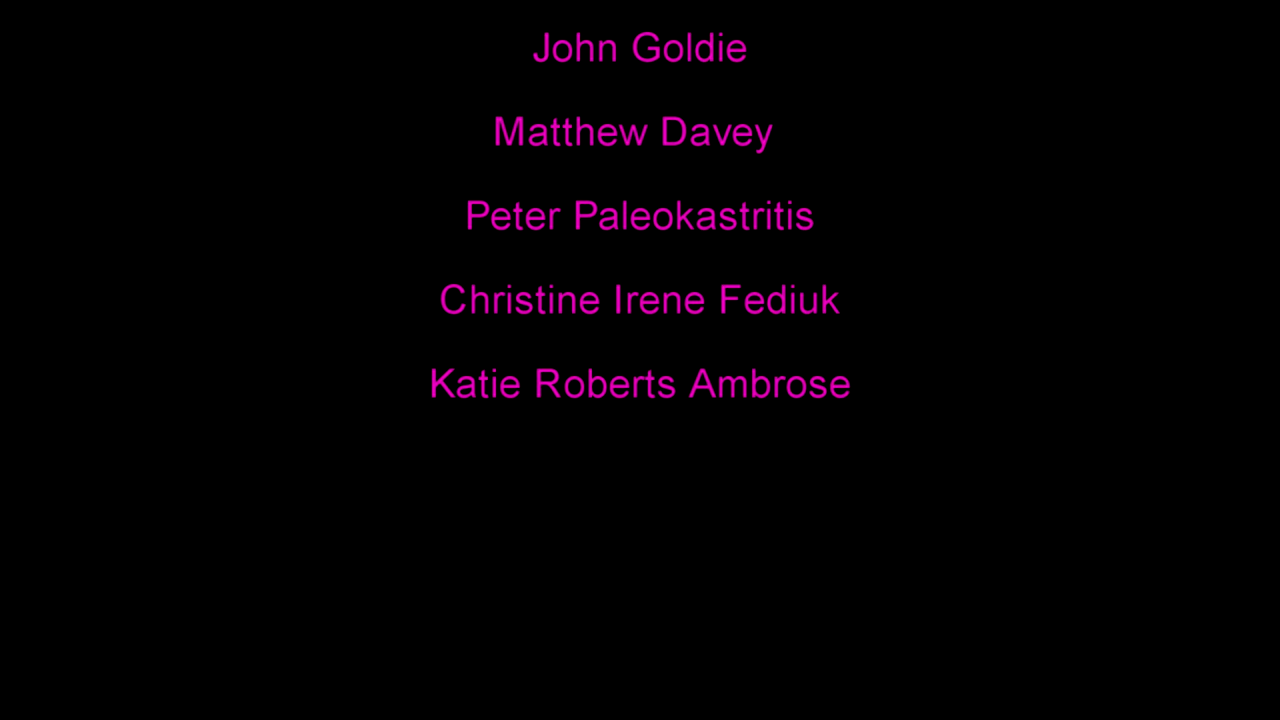 John Goldie
Matthew Davey
Peter Paleokastritis
Christine Irene Fediuk
Katie Roberts Ambrose